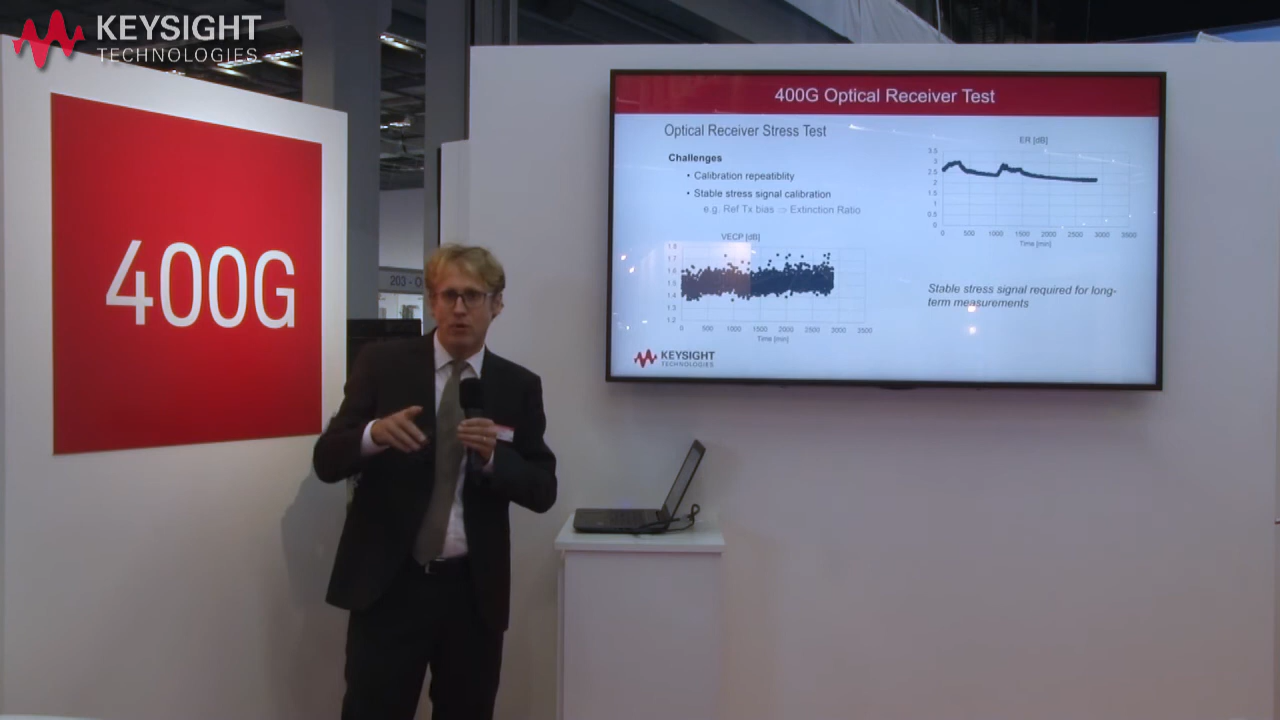 KEYSIGHT
TECHNOLOGIES
400G
203 - O
400G Optical Receiver Test
Optical Receiver Stress Test
Challenges
• Calibration repeatiblity
• Stable stress signal calibration
e.g. Ref Tx bias ⇒ Extinction Ratio
ER [dB]
3.5
3
2.5
2
1.5
1
0.5
0
0 500 1000 1500 2000 2500 3000 3500
Time [min]
VECP [dB]
1.8
1.7
1.6
1.5
1.4
1.3
1.2
0 500 1000 1500 2000 2500 3000 3500
Time [min]
Stable stress signal required for long-
term measurements
KEYSIGHT
TECHNOLOGIES